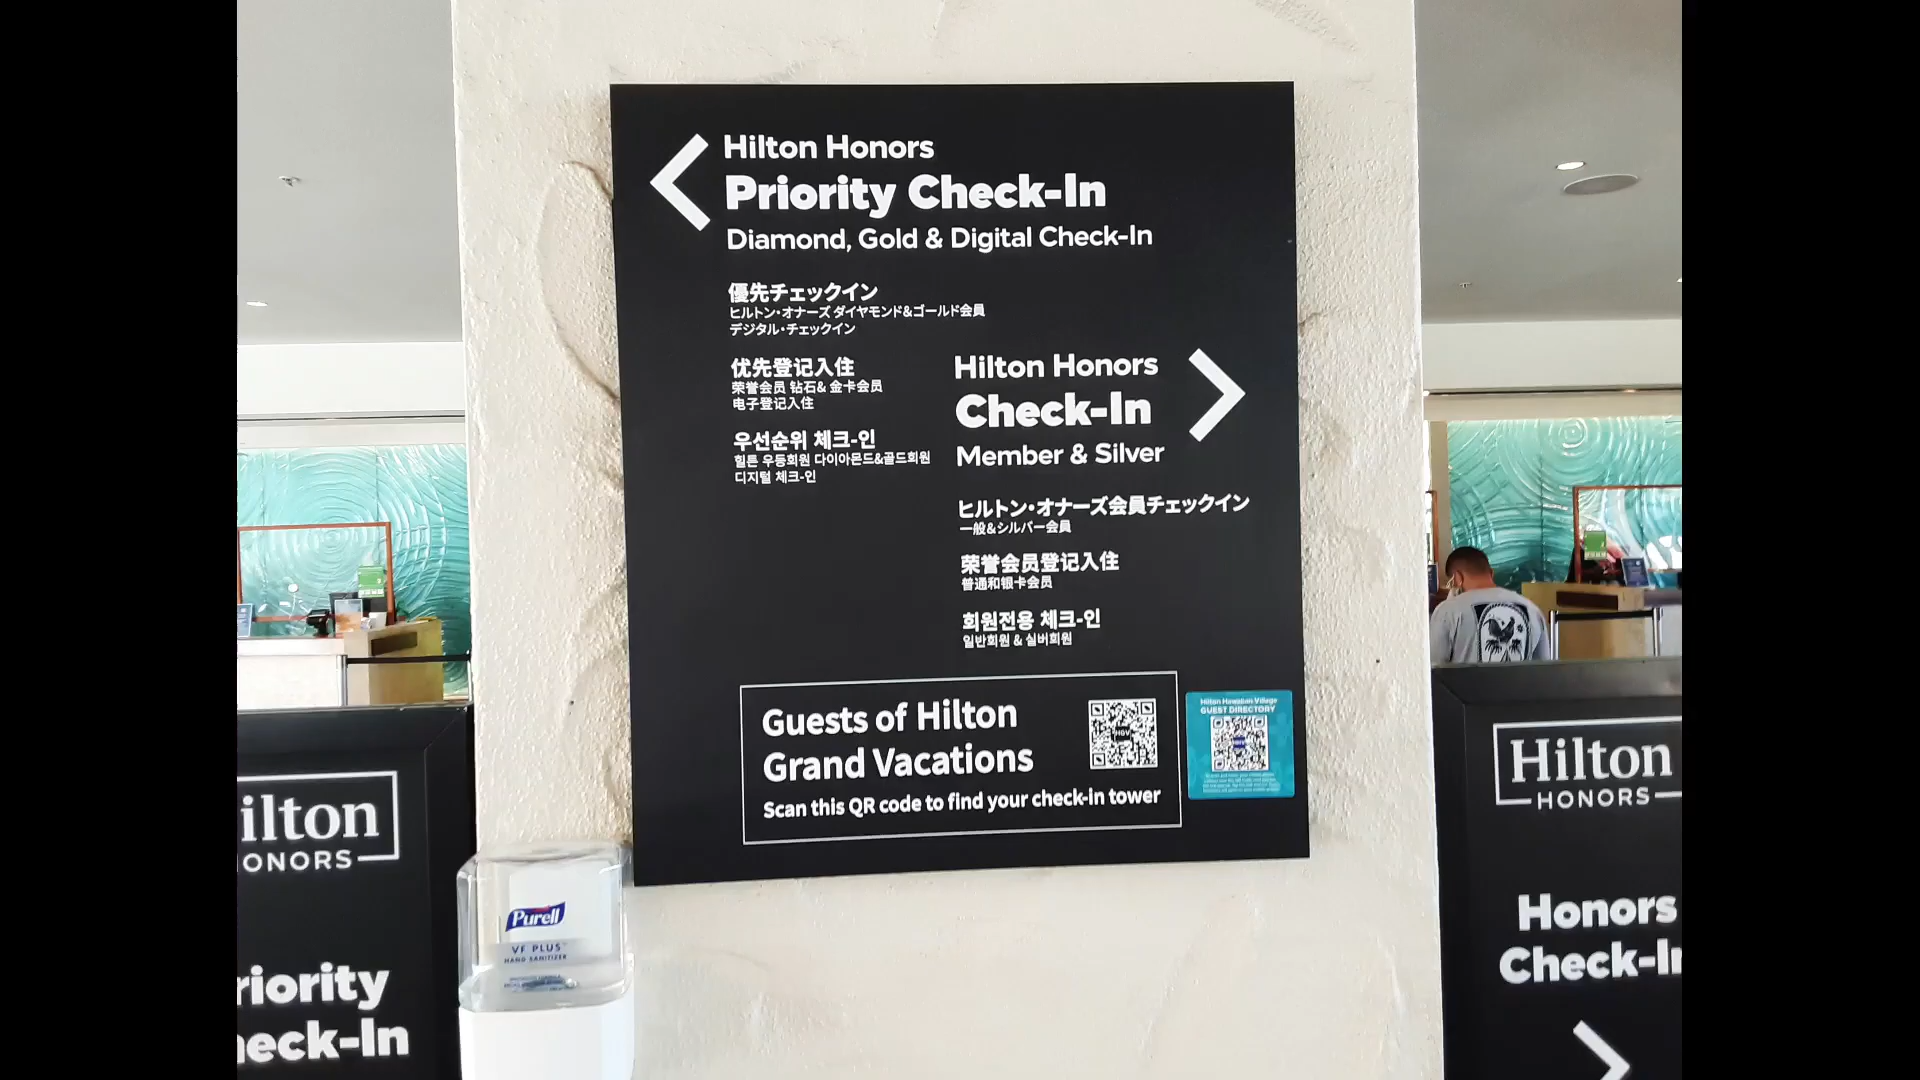 Hilton Honors
Priority Check-In
Diamond, Gold & Digital Check-In
優先チェックイン
ヒルトン・オナーズ ダイヤモンド&ゴールド会員
デジタル・チェックイン
优先登记入住
荣誉会员 钻石& 金卡会员
电子登记入住
우선순위 체크-인
힐튼 우등회원 다이아몬드&골드회원
디지털 체크-인
Hilton Honors
Check-In
Member & Silver
ヒルトン・オナーズ会員チェックイン
一般&シルバー会員
荣誉会员登记入住
普通和银卡会员
회원전용 체크-인
일반회원 & 실버회원
Guests of Hilton
Grand Vacations
Scan this QR code to find your check-in tower
HGV
Hilton Hawaiian Village
GUEST DIRECTORY
Purell
VF PLUS
HAND SANITIZER
ilton
ONORS
riority
eck-In
Hilton
HONORS
Honors
Check-In